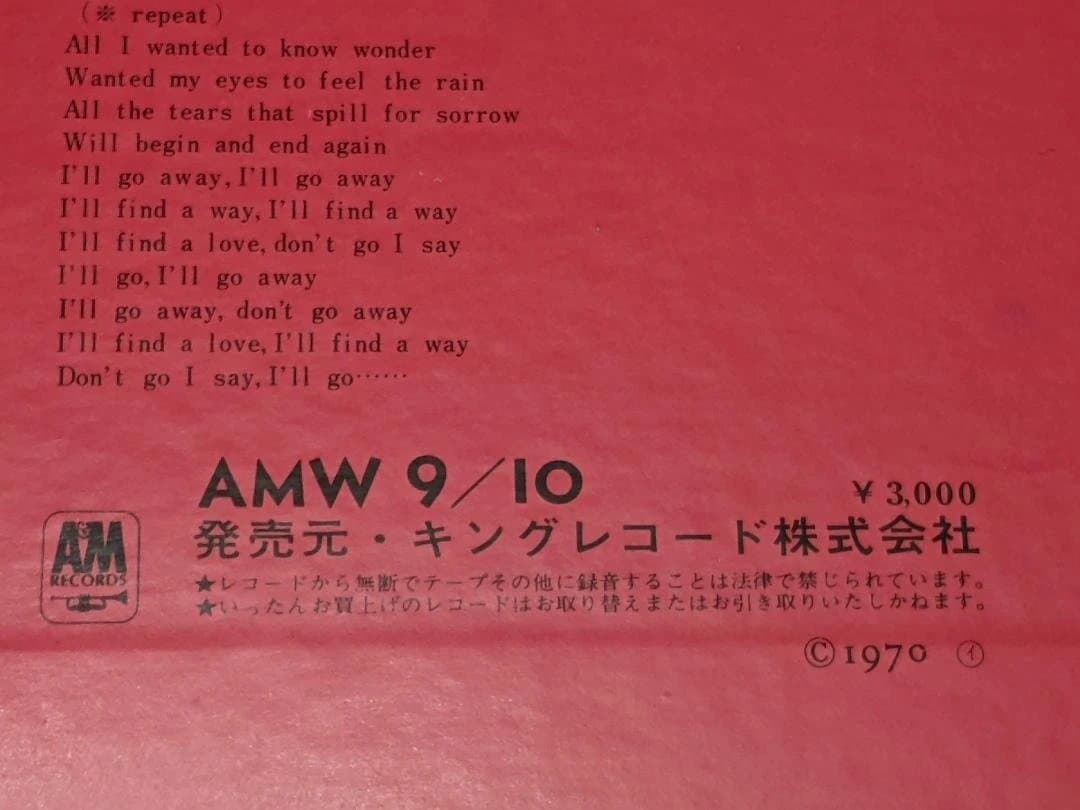 (※ repeat)
All I wanted to know wonder
Wanted my eyes to feel the rain
All the tears that spill for sorrow
Will begin and end again
I'll go away, I'll go away
I'll find a way, I'll find a way
I'll find a love, don't go I say
I'll go, I'll go away
I'll go away, don't go away
I'll find a love, I'll find a way
Don't go I say, I'll go……
AMW 9/10
¥ 3,000
発売元・キングレコード株式会社
A&M
RECORDS
★レコードから無断でテープその他に録音することは法律で禁じられています。
★いったんお買上げのレコードはお取り替えまたはお引き取りいたしかねます。
©1970 ㋑